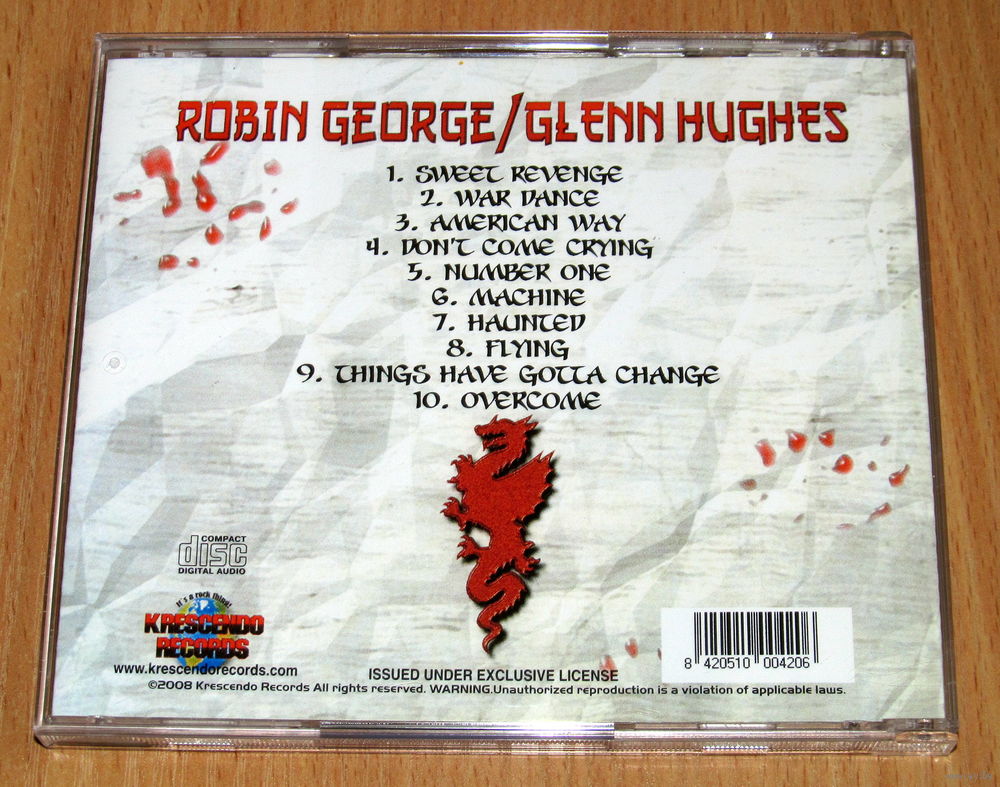 ROBIN GEORGE/GLENN HUGHES
1. SWEET REVENGE
2. WAR DANCE
3. AMERICAN WAY
4. DON'T COME CRYING
5. NUMBER ONE
6. MACHINE
7. HAUNTED
8. FLYING
9. THINGS HAVE GOTTA CHANGE
10. OVERCOME
COMPACT
disc
DIGITAL AUDIO
It's a rock thing!
KRESCENDO
RECORDS
www.krescendorecords.com
ISSUED UNDER EXCLUSIVE LICENSE
8 420510 004206
©2008 Krescendo Records All rights reserved. WARNING.Unauthorized reproduction is a violation of applicable laws.